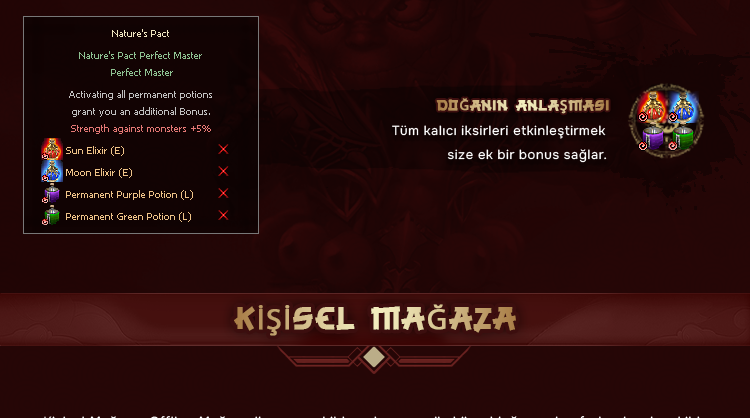 Nature's Pact
Nature's Pact Perfect Master
Perfect Master
Activating all permanent potions
grant you an additional Bonus.
Strength against monsters +5%
Sun Elixir (E)
Moon Elixir (E)
Permanent Purple Potion (L)
Permanent Green Potion (L)
DOĞANIN ANLAŞMASI
Tüm kalıcı iksirleri etkinleştirmek
size ek bir bonus sağlar.
KİŞİSEL MAĞAZA